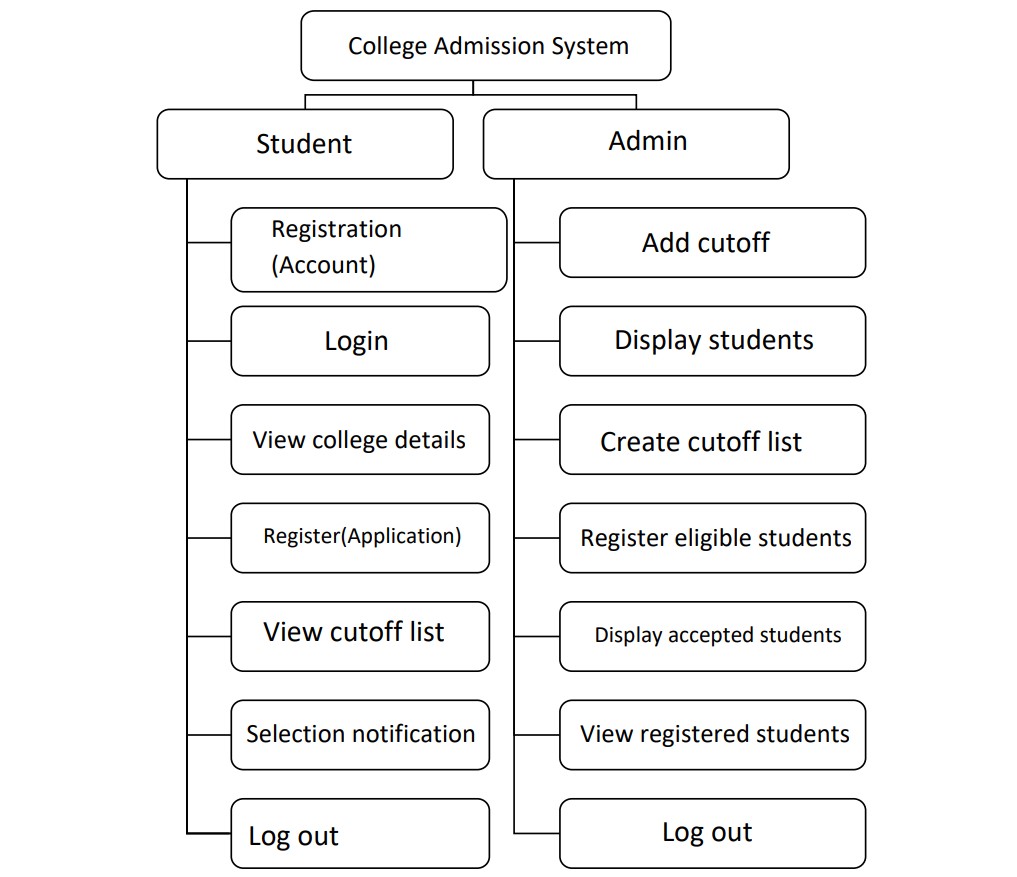 College Admission System
Student
Admin
Registration
(Account)
Login
View college details
Register(Application)
View cutoff list
Selection notification
Log out
Add cutoff
Display students
Create cutoff list
Register eligible students
Display accepted students
View registered students
Log out